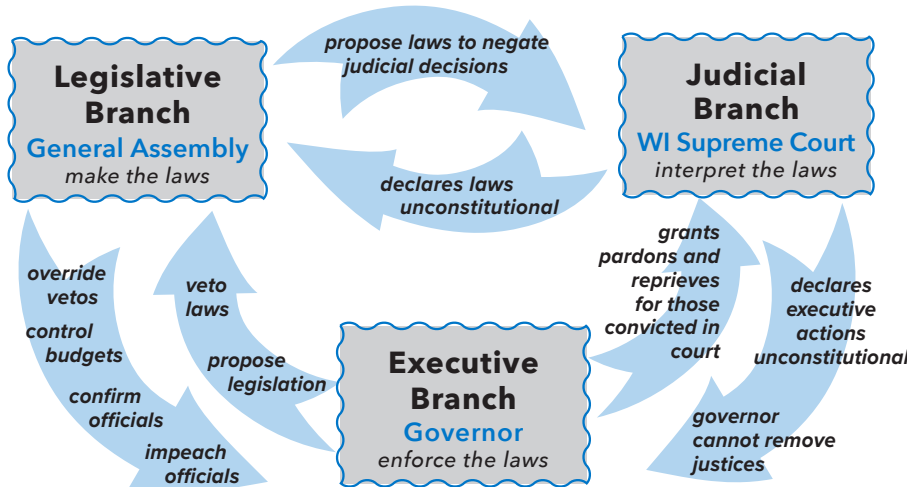 propose laws to negate
judicial decisions
Legislative
Branch
General Assembly
make the laws
Judicial
Branch
WI Supreme Court
interpret the laws
declares laws
unconstitutional
override
vetos
control
budgets
confirm
officials
impeach
officials
veto
laws
propose
legislation
Executive
Branch
Governor
enforce the laws
grants
pardons and
reprieves
for those
convicted in
court
declares
executive
actions
unconstitutional
governor
cannot remove
justices